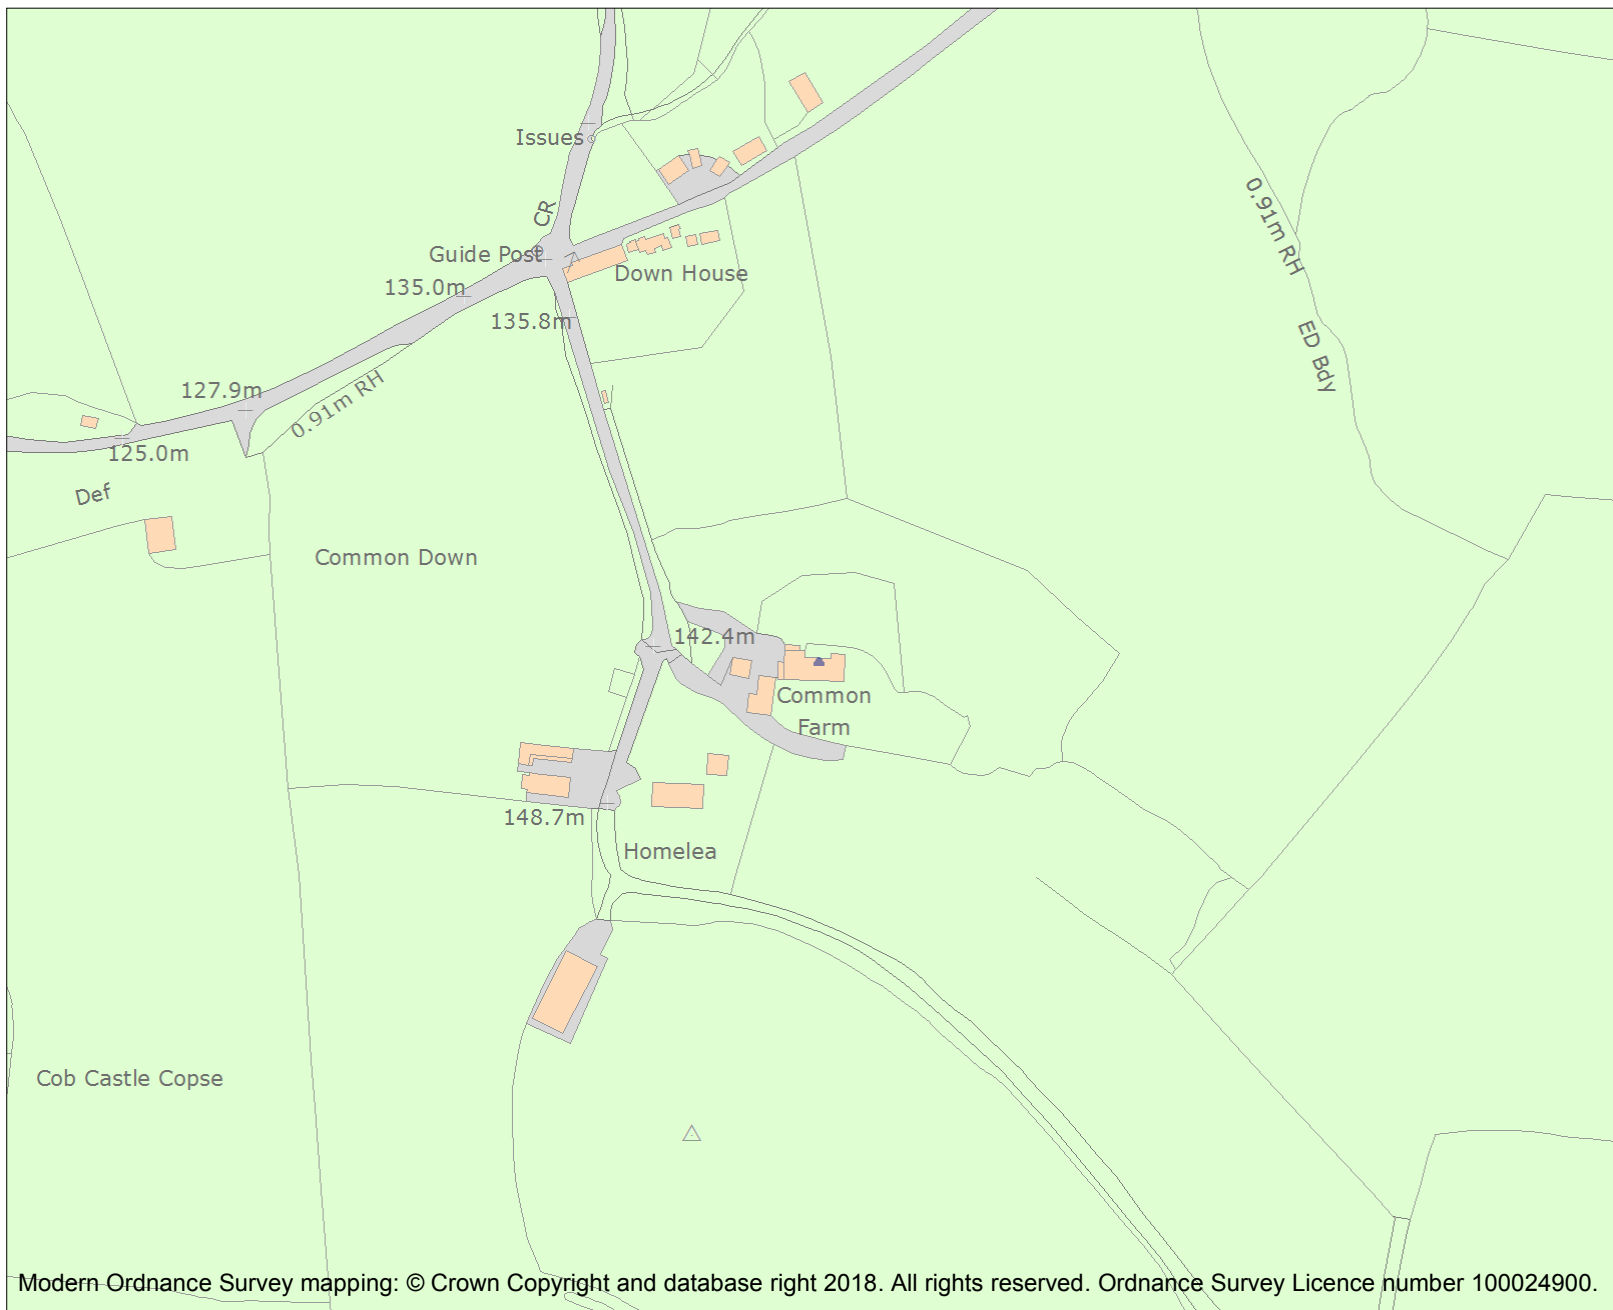 Issues
CR
0.91m RH
Guide Post
Down House
135.0m
135.8m
ED Bdy
127.9m
0.91m RH
125.0m
Def
Common Down
142.4m
Common
Farm
148.7m
Homelea
Cob Castle Copse
Modern Ordnance Survey mapping: © Crown Copyright and database right 2018. All rights reserved. Ordnance Survey Licence number 100024900.